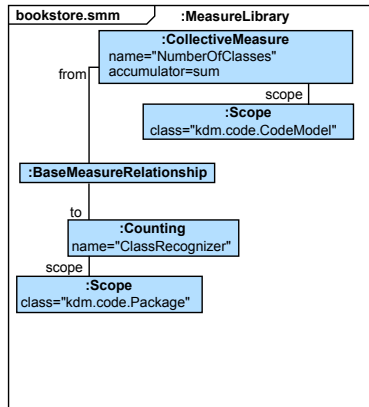 bookstore.smm
:MeasureLibrary
:CollectiveMeasure
name="NumberOfClasses"
accumulator=sum
from
scope
:Scope
class="kdm.code.CodeModel"
:BaseMeasureRelationship
to
:Counting
name="ClassRecognizer"
scope
:Scope
class="kdm.code.Package"